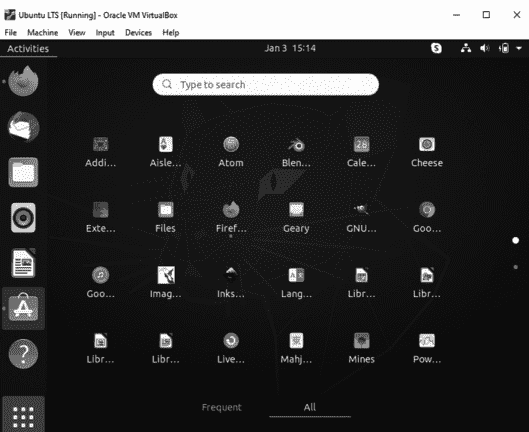 Ubuntu LTS [Running] - Oracle VM VirtualBox
File Machine View Input Devices Help
Activities Jan 3 15:14
Type to search
Addi... Aisle... Atom Blen... Cale... Cheese
Exte... Files Firef... Geary GNU... Goo...
Goo... Imag... Inks... Lang... Libr... Libr...
Libr... Libr... Live... Mahj... Mines Pow...
Frequent All